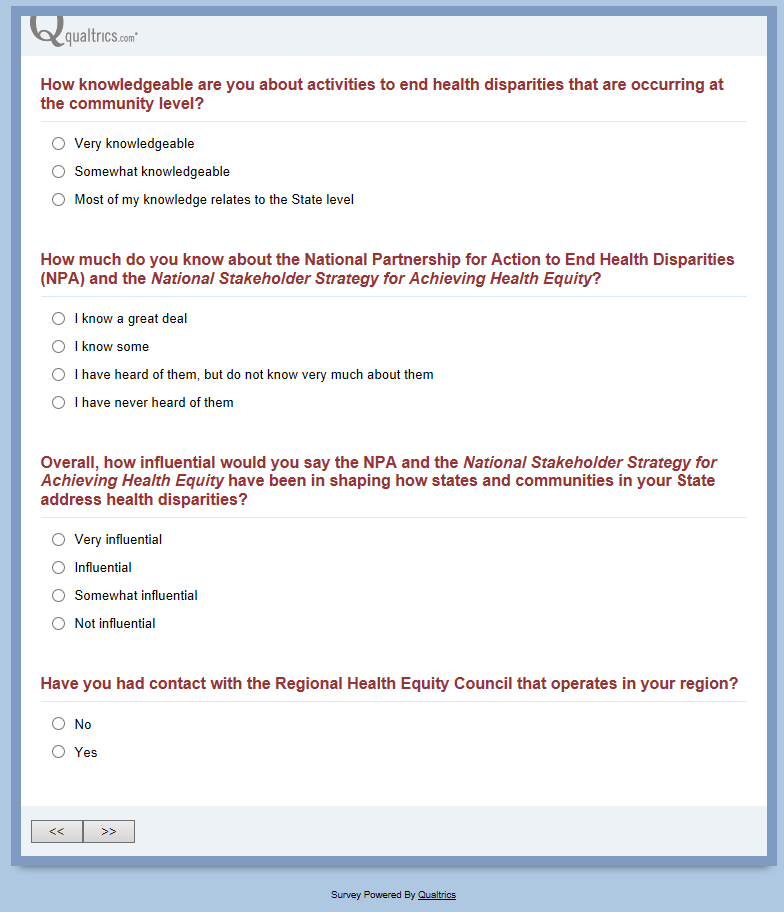 Qualtrics.com
How knowledgeable are you about activities to end health disparities that are occurring at
the community level?
Very knowledgeable
Somewhat knowledgeable
Most of my knowledge relates to the State level
How much do you know about the National Partnership for Action to End Health Disparities
(NPA) and the National Stakeholder Strategy for Achieving Health Equity?
I know a great deal
I know some
I have heard of them, but do not know very much about them
I have never heard of them
Overall, how influential would you say the NPA and the National Stakeholder Strategy for
Achieving Health Equity have been in shaping how states and communities in your State
address health disparities?
Very influential
Influential
Somewhat influential
Not influential
Have you had contact with the Regional Health Equity Council that operates in your region?
No
Yes
<< >>
Survey Powered By Qualtrics